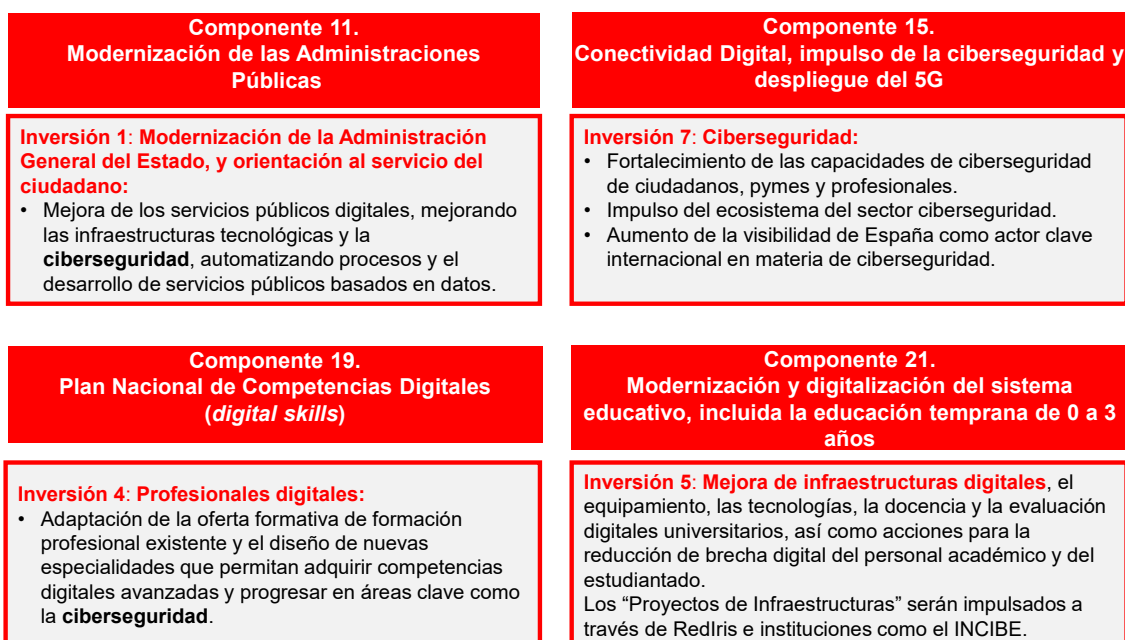 Componente 11.
Modernización de las Administraciones
Públicas
Inversión 1: Modernización de la Administración
General del Estado, y orientación al servicio del
ciudadano:
• Mejora de los servicios públicos digitales, mejorando
las infraestructuras tecnológicas y la
ciberseguridad, automatizando procesos y el
desarrollo de servicios públicos basados en datos.
Componente 15.
Conectividad Digital, impulso de la ciberseguridad y
despliegue del 5G
Inversión 7: Ciberseguridad:
• Fortalecimiento de las capacidades de ciberseguridad
de ciudadanos, pymes y profesionales.
• Impulso del ecosistema del sector ciberseguridad.
• Aumento de la visibilidad de España como actor clave
internacional en materia de ciberseguridad.
Componente 19.
Plan Nacional de Competencias Digitales
(digital skills)
Inversión 4: Profesionales digitales:
• Adaptación de la oferta formativa de formación
profesional existente y el diseño de nuevas
especialidades que permitan adquirir competencias
digitales avanzadas y progresar en áreas clave como
la ciberseguridad.
Componente 21.
Modernización y digitalización del sistema
educativo, incluida la educación temprana de 0 a 3
años
Inversión 5: Mejora de infraestructuras digitales, el
equipamiento, las tecnologías, la docencia y la evaluación
digitales universitarios, así como acciones para la
reducción de brecha digital del personal académico y del
estudiantado.
Los “Proyectos de Infraestructuras” serán impulsados a
través de RedIris e instituciones como el INCIBE.